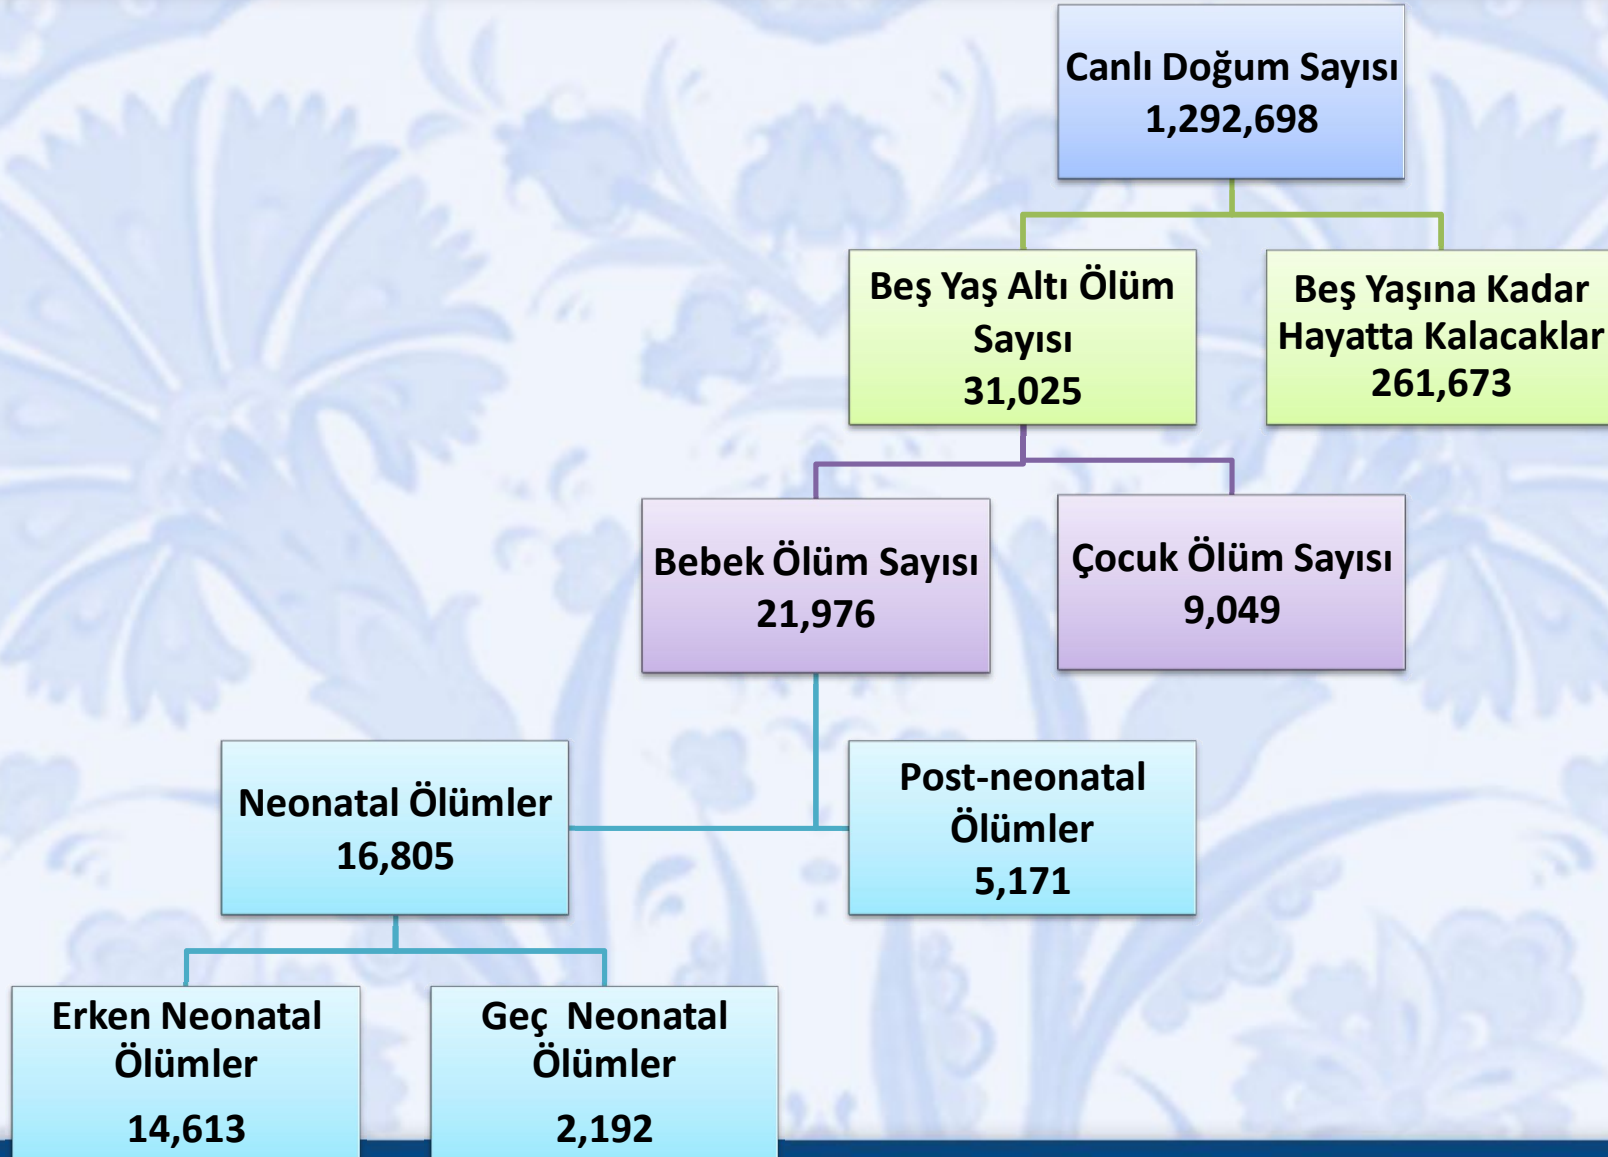 Canlı Doğum Sayısı
1,292,698
Beş Yaş Altı Ölüm
Sayısı
31,025
Beş Yaşına Kadar
Hayatta Kalacaklar
261,673
Bebek Ölüm Sayısı
21,976
Çocuk Ölüm Sayısı
9,049
Neonatal Ölümler
16,805
Post-neonatal
Ölümler
5,171
Erken Neonatal
Ölümler
14,613
Geç Neonatal
Ölümler
2,192